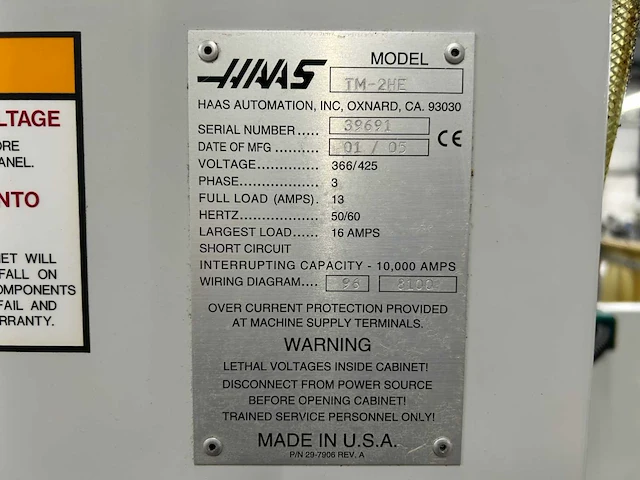 LTAGE
ORE
ANEL.
NTO
ET WILL
FALL ON
OMPONENTS
FAIL AND
RRANTY.
HAAS
MODEL
TM-2HE
HAAS AUTOMATION, INC, OXNARD, CA. 93030
SERIAL NUMBER..... 39691
DATE OF MFG.......... 01 / 05 CE
VOLTAGE................. 366/425
PHASE..................... 3
FULL LOAD (AMPS). 13
HERTZ..................... 50/60
LARGEST LOAD...... 16 AMPS
SHORT CIRCUIT
INTERRUPTING CAPACITY - 10,000 AMPS
WIRING DIAGRAM.... 96 8100
OVER CURRENT PROTECTION PROVIDED
AT MACHINE SUPPLY TERMINALS.
WARNING
LETHAL VOLTAGES INSIDE CABINET!
DISCONNECT FROM POWER SOURCE
BEFORE OPENING CABINET!
TRAINED SERVICE PERSONNEL ONLY!
MADE IN U.S.A.
P/N 29-7906 REV. A